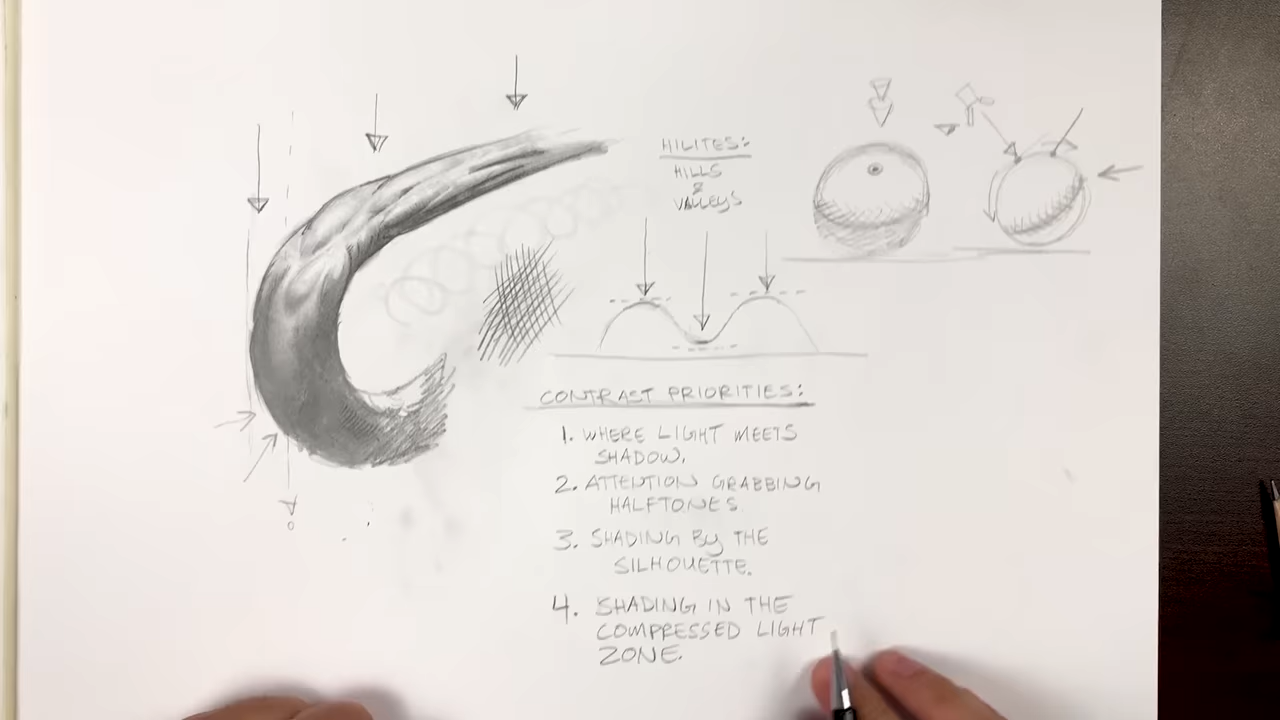 HILITES:
HILLS
&
VALLEYS
CONTRAST PRIORITIES:
1. WHERE LIGHT MEETS
SHADOW.
2. ATTENTION GRABBING
HALFTONES
3. SHADING By THE
SILHOUETTE.
4. SHADING IN THE
COMPRESSED LIGHT
ZONE.